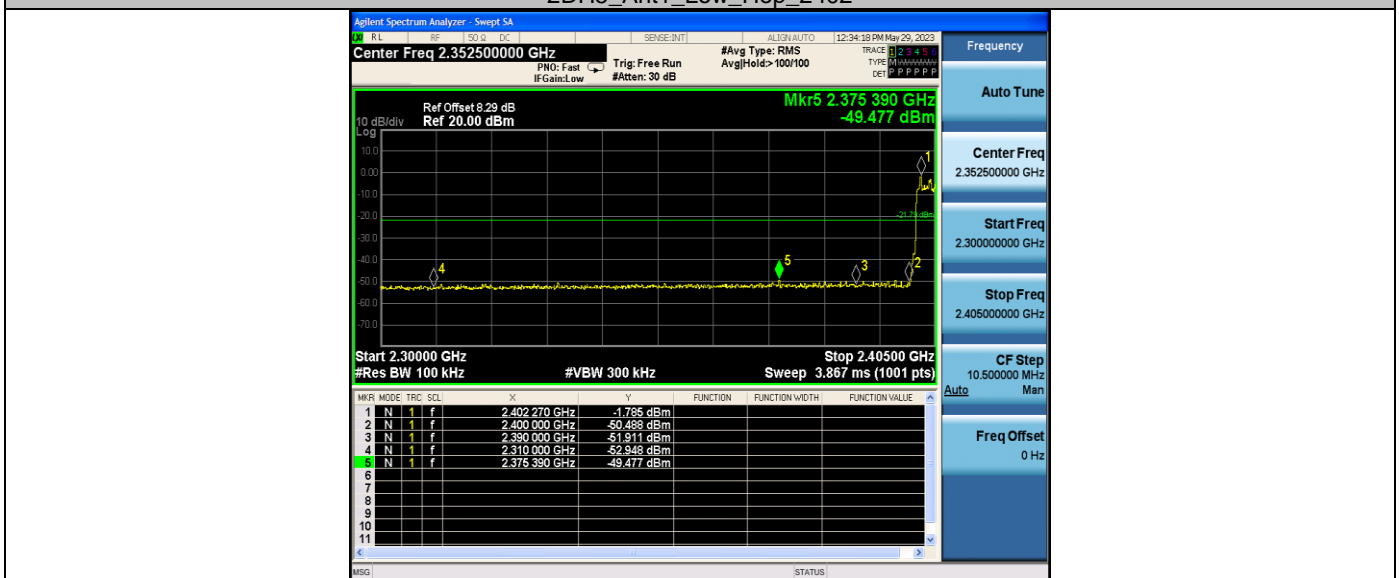 2DH5_Ant1_Low_Hop_2402
Agilent Spectrum Analyzer - Swept SA
RL RF 50 Ω DC SENSE:INT ALIGN AUTO 12:34:18 PM May 29, 2023
Center Freq 2.352500000 GHz
PNO: Fast
IFGain:Low
Trig: Free Run
#Atten: 30 dB
#Avg Type: RMS
Avg|Hold:>100/100
TRACE 1 2 3 4 5 6
TYPE M
DET P P P P P P
Ref Offset 8.29 dB
10 dB/div Ref 20.00 dBm
Log
Mkr5 2.375 390 GHz
-49.477 dBm
10.0
0.00
-10.0
-20.0
-30.0
-40.0
-50.0
-60.0
-70.0
-21.79 dBm
1
2
3
4
5
Start 2.30000 GHz Stop 2.40500 GHz
#Res BW 100 kHz #VBW 300 kHz Sweep 3.867 ms (1001 pts)
MKR MODE TRC SCL X Y FUNCTION FUNCTION WIDTH FUNCTION VALUE
1 N 1 f 2.402 270 GHz -1.785 dBm
2 N 1 f 2.400 000 GHz -50.488 dBm
3 N 1 f 2.390 000 GHz -51.911 dBm
4 N 1 f 2.310 000 GHz -52.948 dBm
5 N 1 f 2.375 390 GHz -49.477 dBm
6
7
8
9
10
11
MSG STATUS
Frequency
Auto Tune
Center Freq
2.352500000 GHz
Start Freq
2.300000000 GHz
Stop Freq
2.405000000 GHz
CF Step
10.500000 MHz
Auto Man
Freq Offset
0 Hz